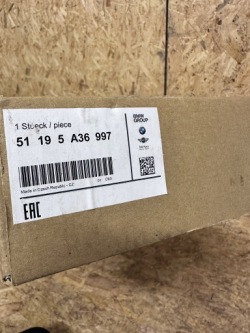 1 Stueck / piece
BMW
GROUP
51 19 5 A36 997
Made in Czech Republic - CZ
EAC